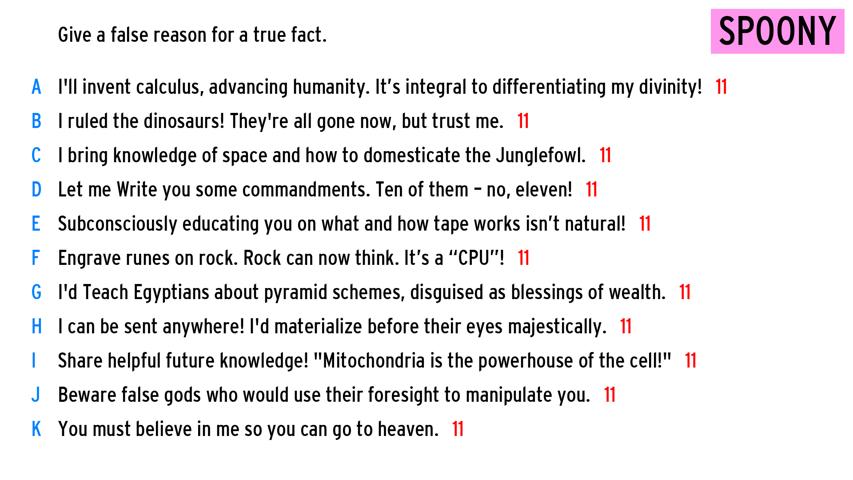 Give a false reason for a true fact.
SPOONY
A I'll invent calculus, advancing humanity. It’s integral to differentiating my divinity! 11
B I ruled the dinosaurs! They're all gone now, but trust me. 11
C I bring knowledge of space and how to domesticate the Junglefowl. 11
D Let me Write you some commandments. Ten of them – no, eleven! 11
E Subconsciously educating you on what and how tape works isn’t natural! 11
F Engrave runes on rock. Rock can now think. It’s a “CPU”! 11
G I'd Teach Egyptians about pyramid schemes, disguised as blessings of wealth. 11
H I can be sent anywhere! I'd materialize before their eyes majestically. 11
I Share helpful future knowledge! "Mitochondria is the powerhouse of the cell!" 11
J Beware false gods who would use their foresight to manipulate you. 11
K You must believe in me so you can go to heaven. 11